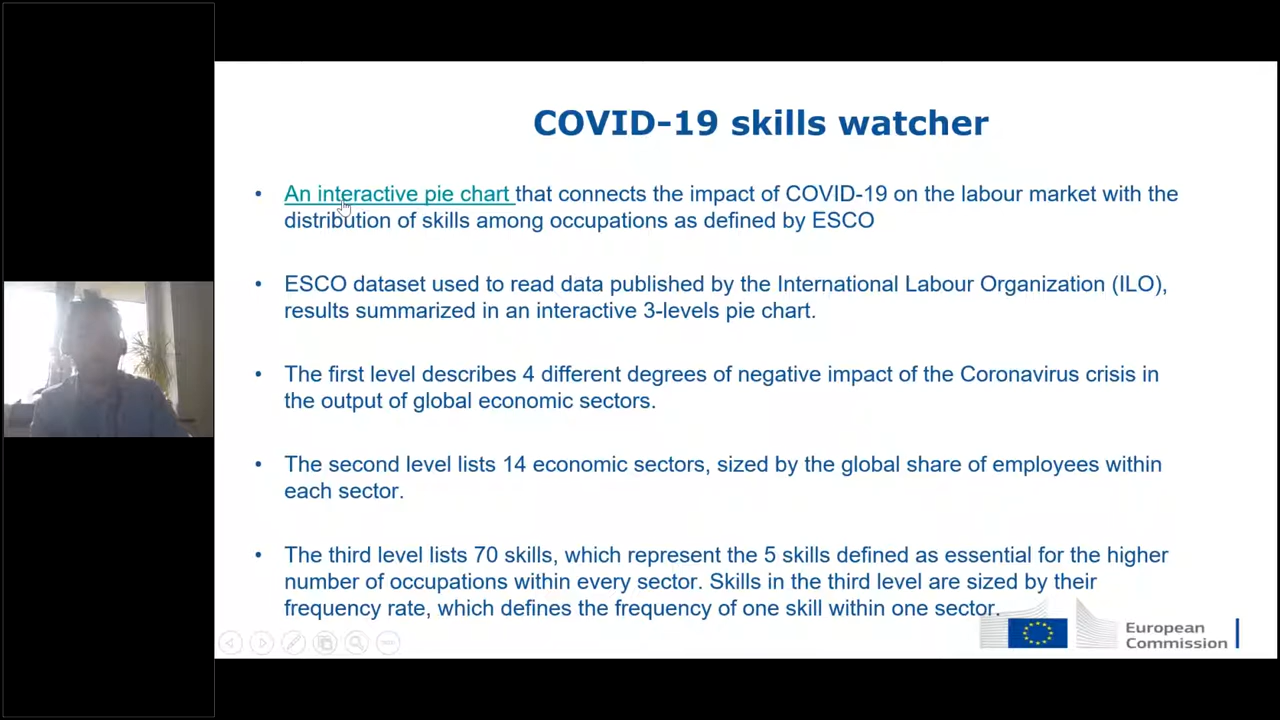 COVID-19 skills watcher
• An interactive pie chart that connects the impact of COVID-19 on the labour market with the
distribution of skills among occupations as defined by ESCO
• ESCO dataset used to read data published by the International Labour Organization (ILO),
results summarized in an interactive 3-levels pie chart.
• The first level describes 4 different degrees of negative impact of the Coronavirus crisis in
the output of global economic sectors.
• The second level lists 14 economic sectors, sized by the global share of employees within
each sector.
• The third level lists 70 skills, which represent the 5 skills defined as essential for the higher
number of occupations within every sector. Skills in the third level are sized by their
frequency rate, which defines the frequency of one skill within one sector.
European
Commission